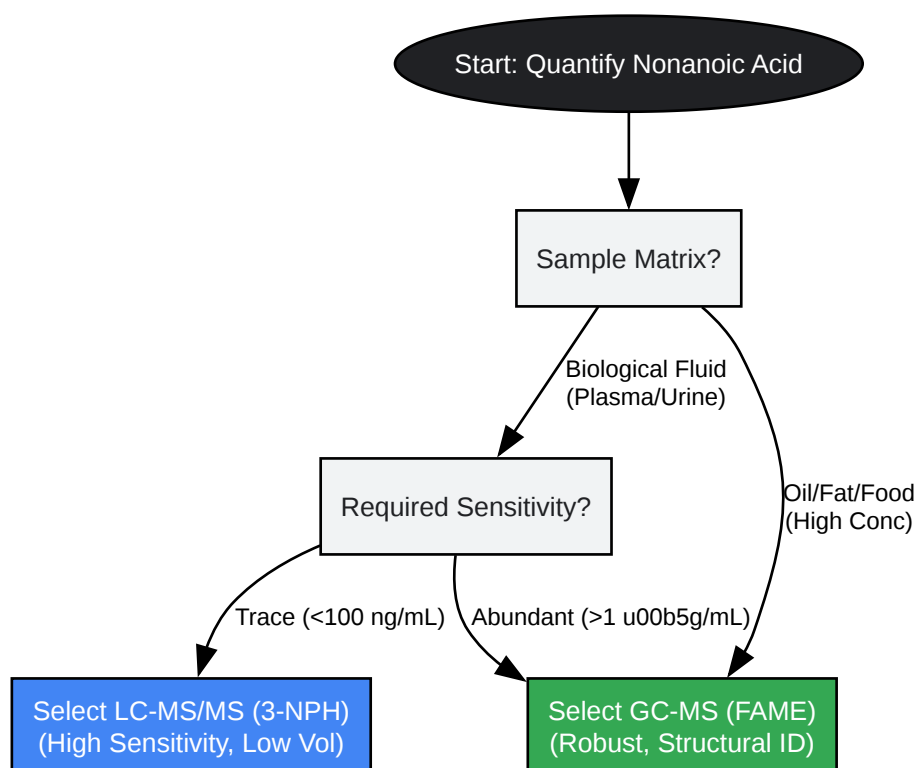 Start: Quantify Nonanoic Acid
Sample Matrix?
Biological Fluid
(Plasma/Urine)
Oil/Fat/Food
(High Conc)
Required Sensitivity?
Trace (<100 ng/mL)
Abundant (>1 u00b5g/mL)
Select LC-MS/MS (3-NPH)
(High Sensitivity, Low Vol)
Select GC-MS (FAME)
(Robust, Structural ID)